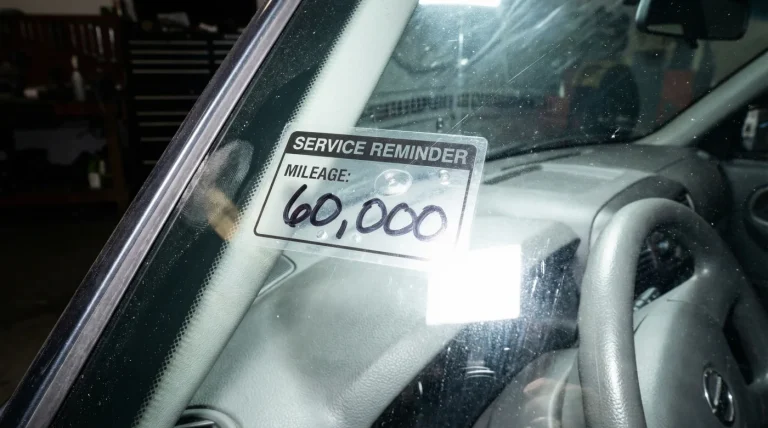 SERVICE REMINDER
MILEAGE:
60,000